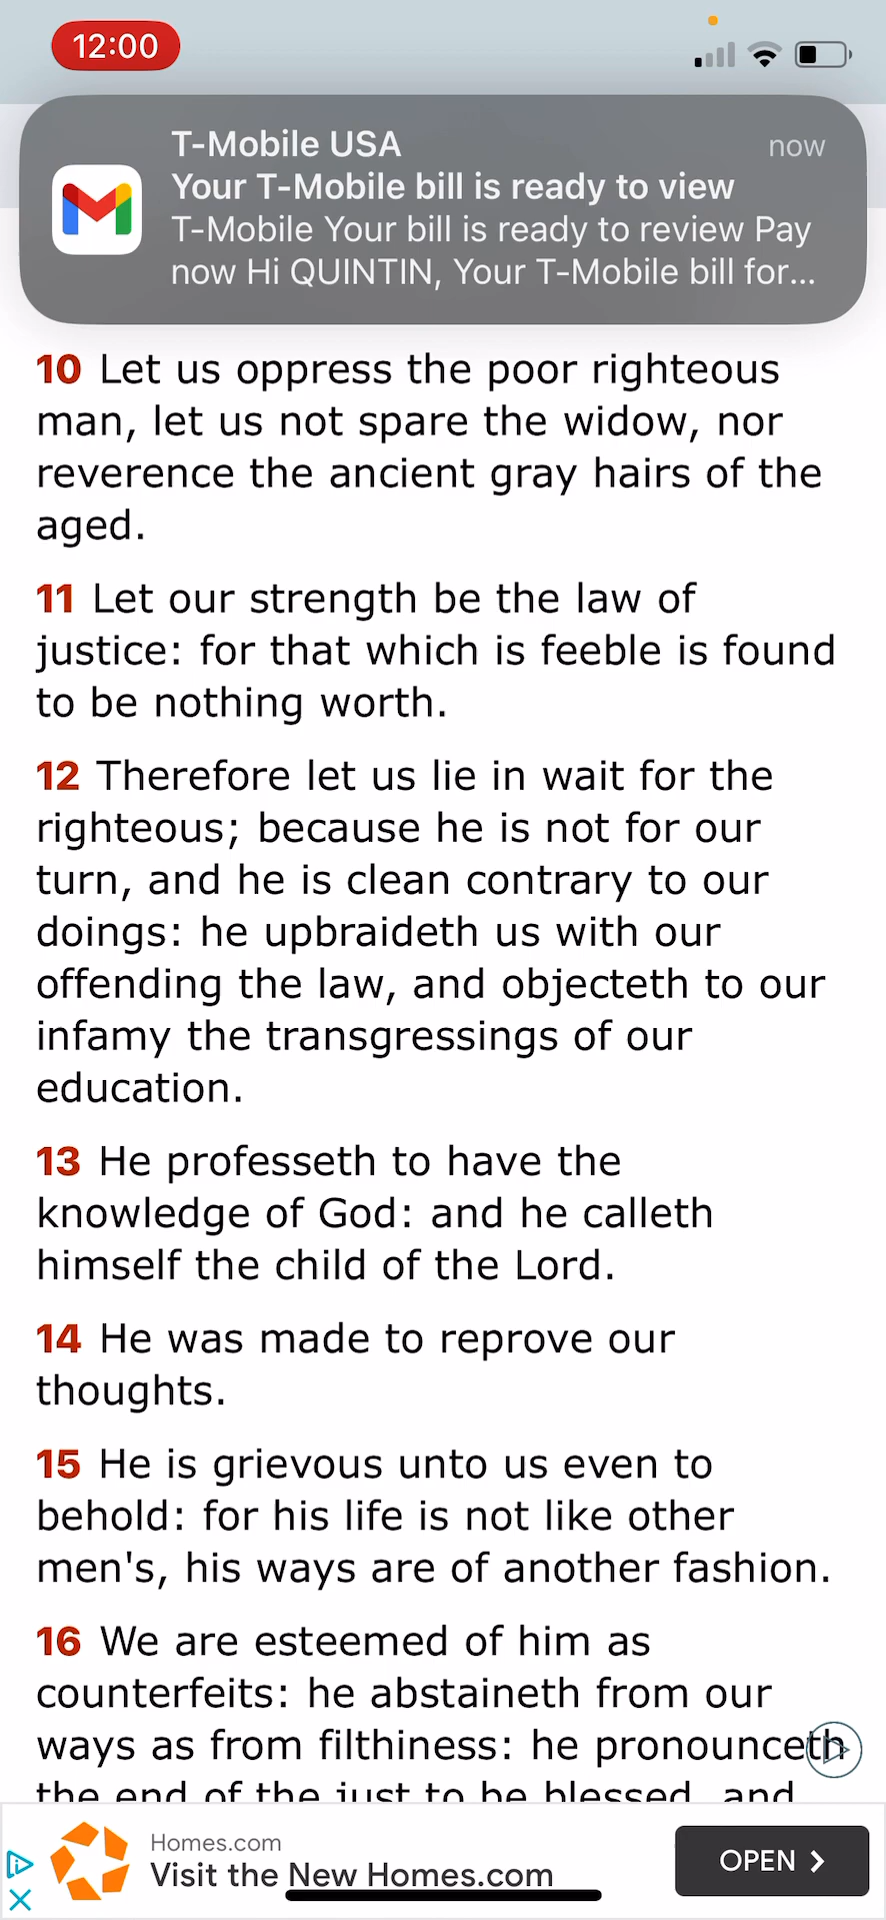 12:00
T-Mobile USA
now
Your T-Mobile bill is ready to view
T-Mobile Your bill is ready to review Pay
now Hi QUINTIN, Your T-Mobile bill for...
10 Let us oppress the poor righteous
man, let us not spare the widow, nor
reverence the ancient gray hairs of the
aged.
11 Let our strength be the law of
justice: for that which is feeble is found
to be nothing worth.
12 Therefore let us lie in wait for the
righteous; because he is not for our
turn, and he is clean contrary to our
doings: he upbraideth us with our
offending the law, and objecteth to our
infamy the transgressings of our
education.
13 He professeth to have the
knowledge of God: and he calleth
himself the child of the Lord.
14 He was made to reprove our
thoughts.
15 He is grievous unto us even to
behold: for his life is not like other
men's, his ways are of another fashion.
16 We are esteemed of him as
counterfeits: he abstaineth from our
ways as from filthiness: he pronounceth
the end of the just to be blessed, and
Homes.com
Visit the New Homes.com
OPEN